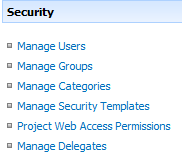 Security
Manage Users
Manage Groups
Manage Categories
Manage Security Templates
Project Web Access Permissions
Manage Delegates